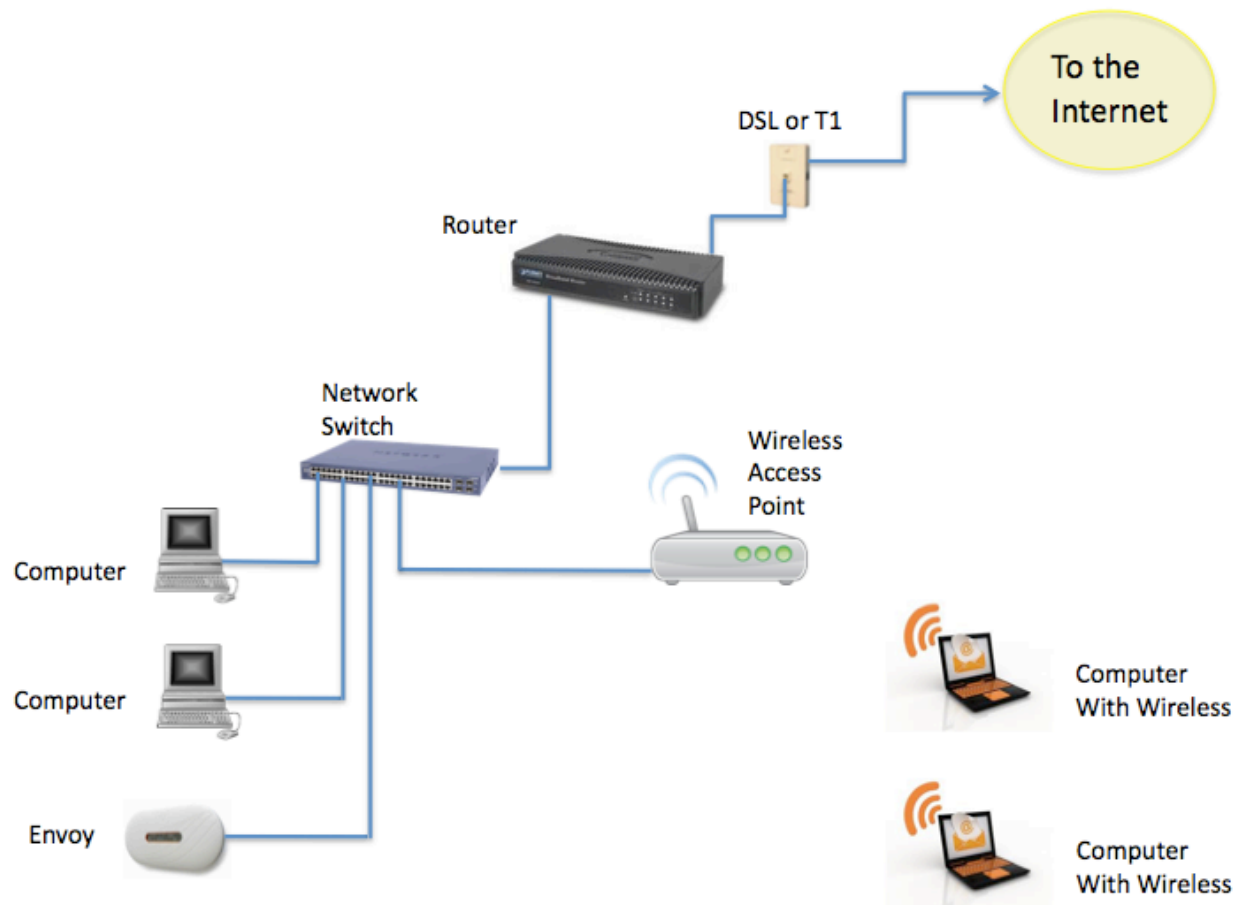 To the
Internet
DSL or T1
Router
Network
Switch
Wireless
Access
Point
Computer
Computer
Computer
With Wireless
Envoy
Computer
With Wireless